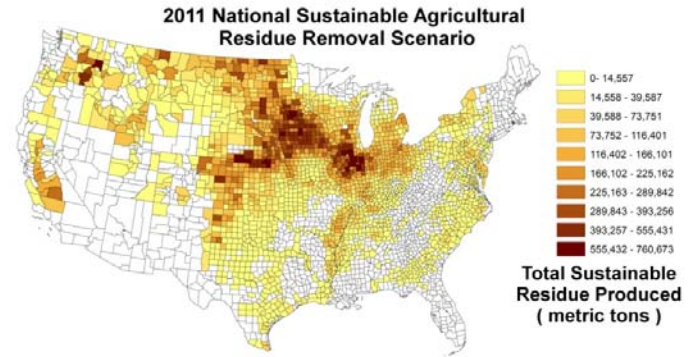 2011 National Sustainable Agricultural
Residue Removal Scenario
0- 14,557
14,558 - 39,587
39,588 - 73,751
73,752 - 116,401
116,402 - 166,101
166,102 - 225,162
225,163 - 289,842
289,843 - 393,256
393,257 - 555,431
555,432 - 760,673
Total Sustainable
Residue Produced
( metric tons )